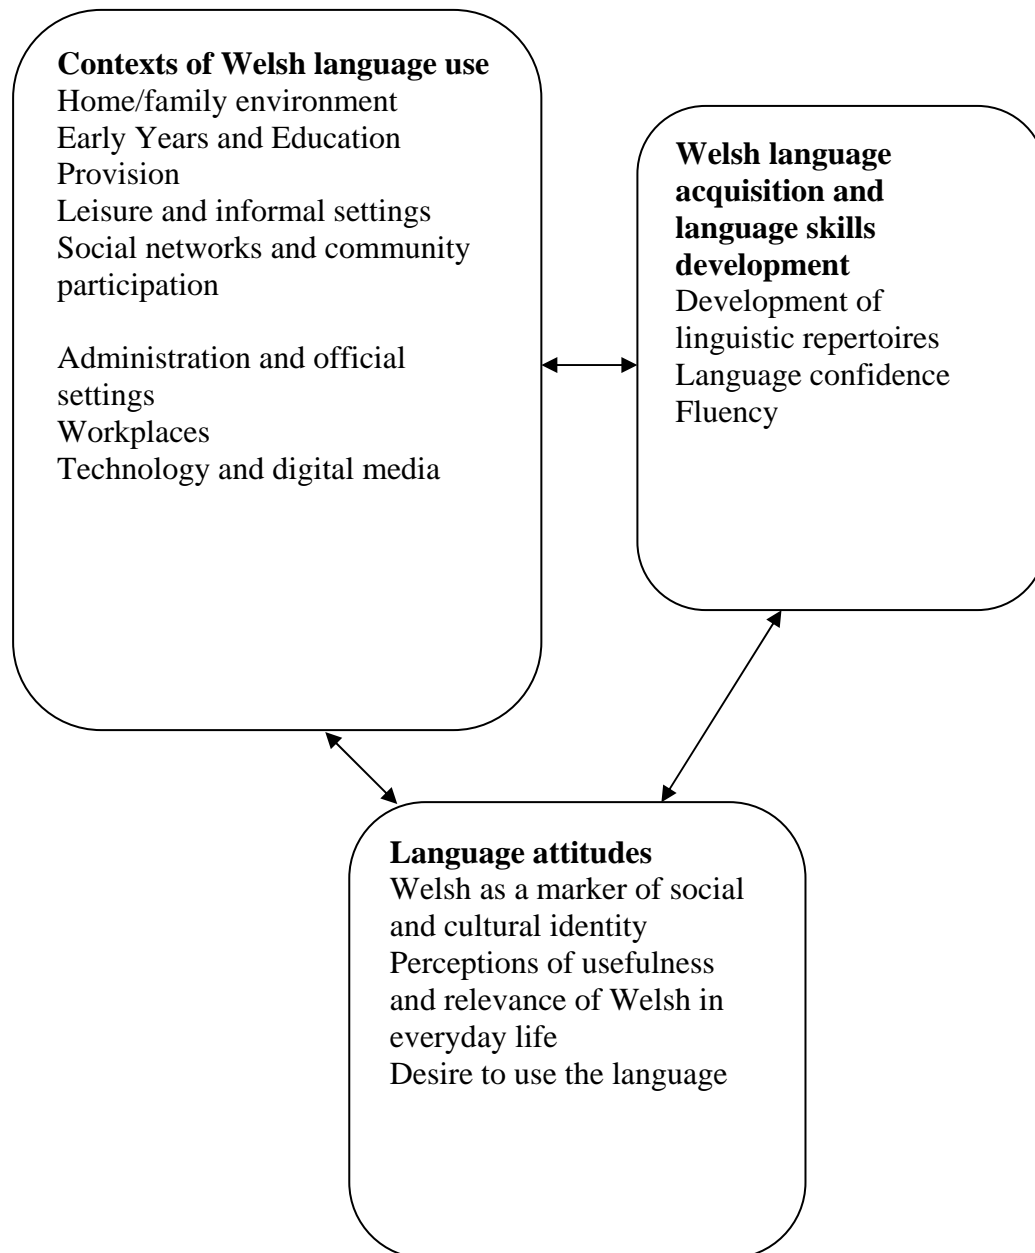 Contexts of Welsh language use
Home/family environment
Early Years and Education
Provision
Leisure and informal settings
Social networks and community
participation
Administration and official
settings
Workplaces
Technology and digital media
Welsh language
acquisition and
language skills
development
Development of
linguistic repertoires
Language confidence
Fluency
Language attitudes
Welsh as a marker of social
and cultural identity
Perceptions of usefulness
and relevance of Welsh in
everyday life
Desire to use the language